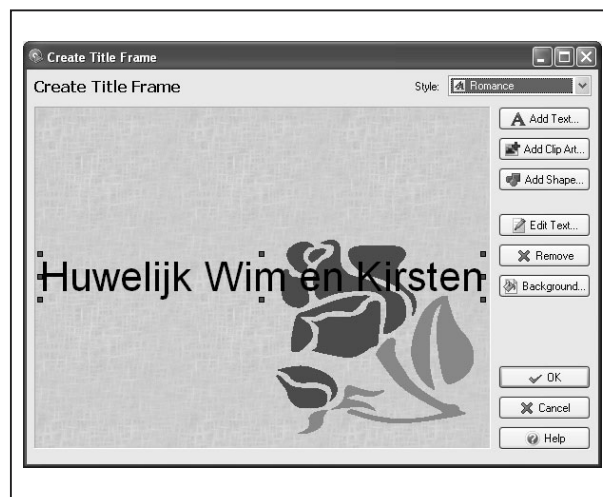 Create Title Frame
Create Title Frame
Style: Romance
Add Text...
Add Clip Art...
Add Shape...
Huwelijk Wim en Kirsten
Edit Text...
Remove
Background...
OK
Cancel
Help